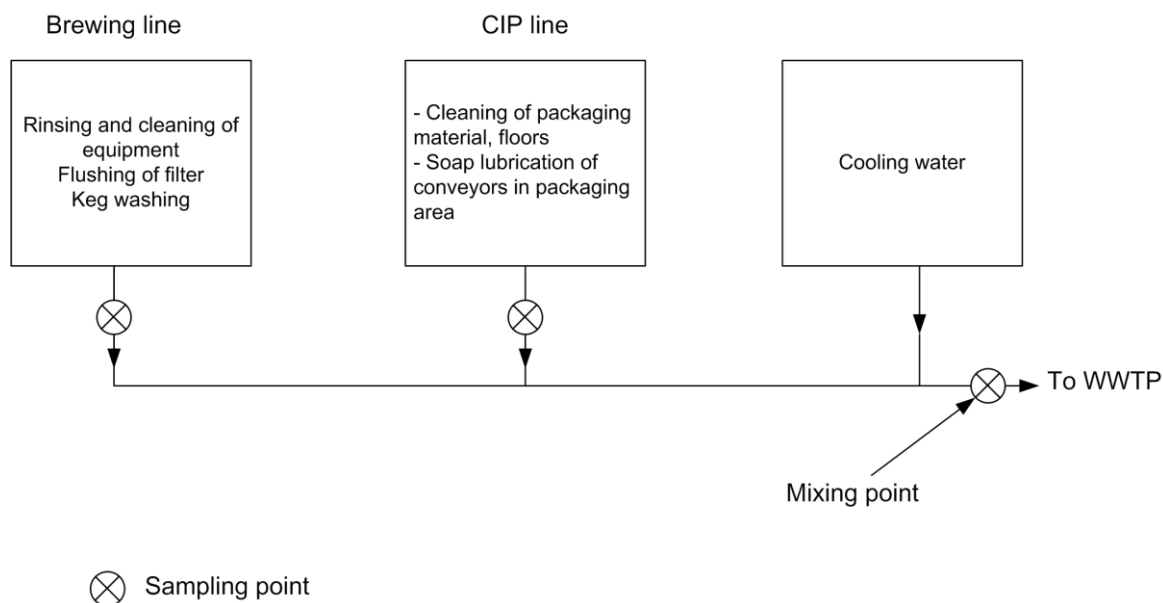 Brewing line
CIP line
Rinsing and cleaning of
equipment
Flushing of filter
Keg washing
- Cleaning of packaging
material, floors
- Soap lubrication of
conveyors in packaging
area
Cooling water
To WWTP
Mixing point
Sampling point